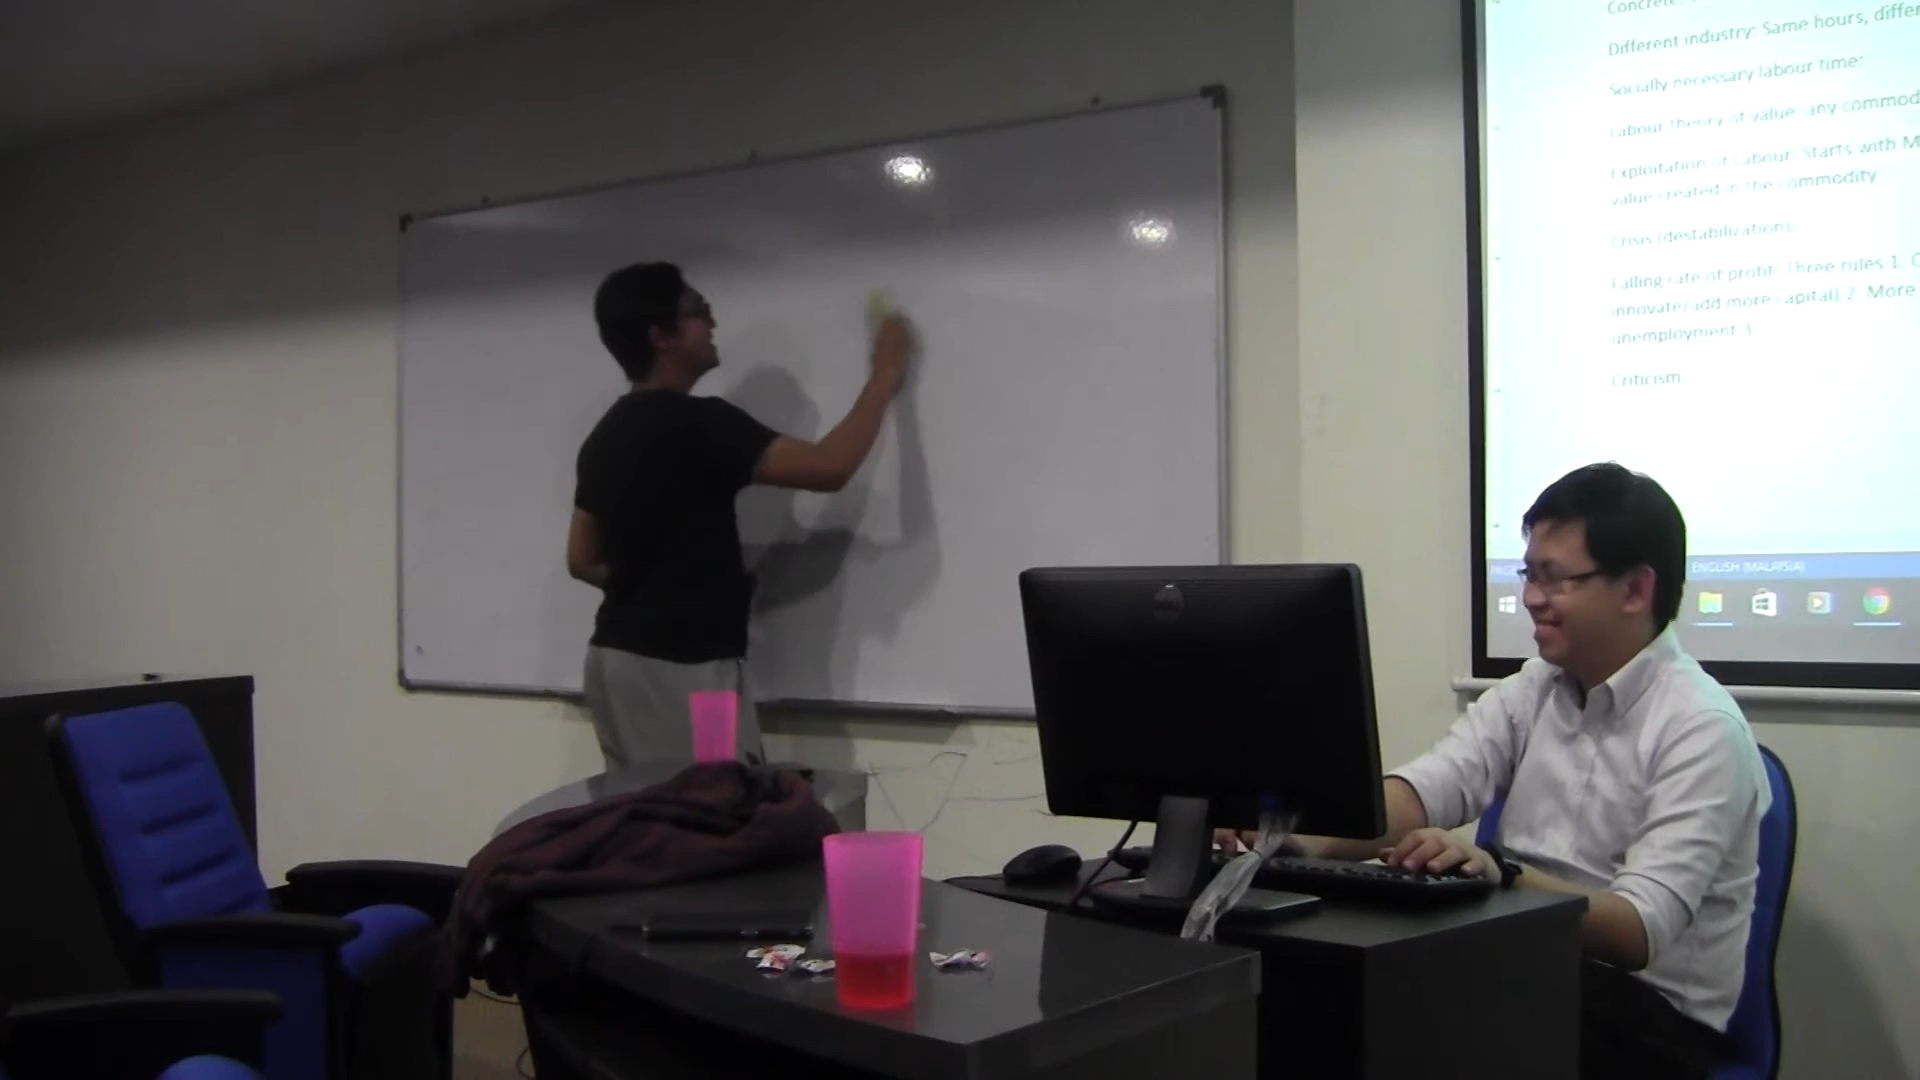 Concrete:
Different industry: Same hours, differ
Socially necessary labour time:
Labour theory of value: any commod
Exploitation of Labour: Starts with M
value created in the commodity
Crisis (destabilization):
Falling rate of profit: Three rules 1. C
innovate/add more capital) 2. More
unemployment 3.
Criticism
ENGLISH (MALAYSIA)
DELL